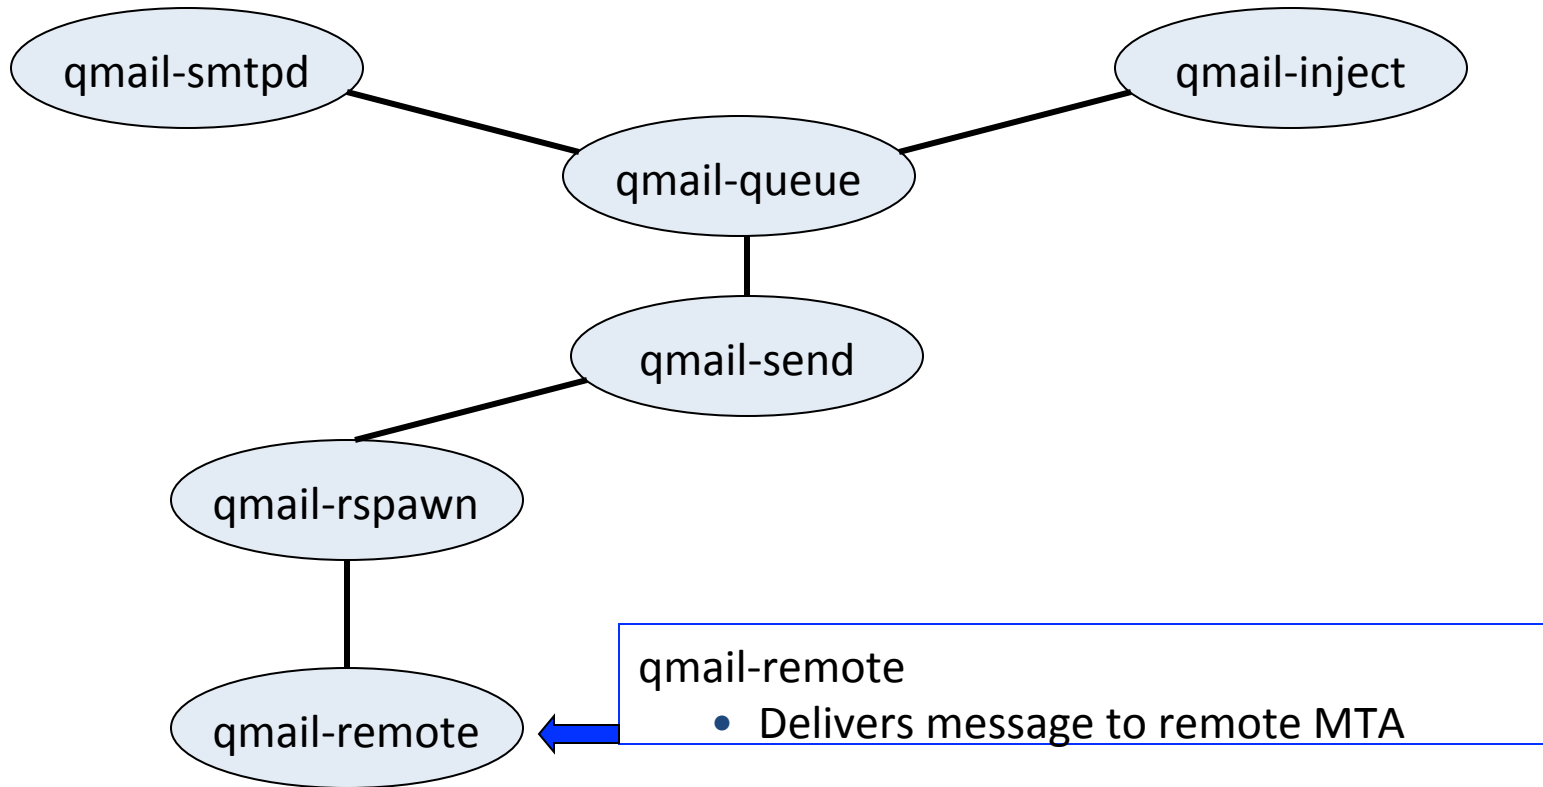 qmail-smtpd
qmail-inject
qmail-queue
qmail-send
qmail-rspawn
qmail-remote
qmail-remote
• Delivers message to remote MTA